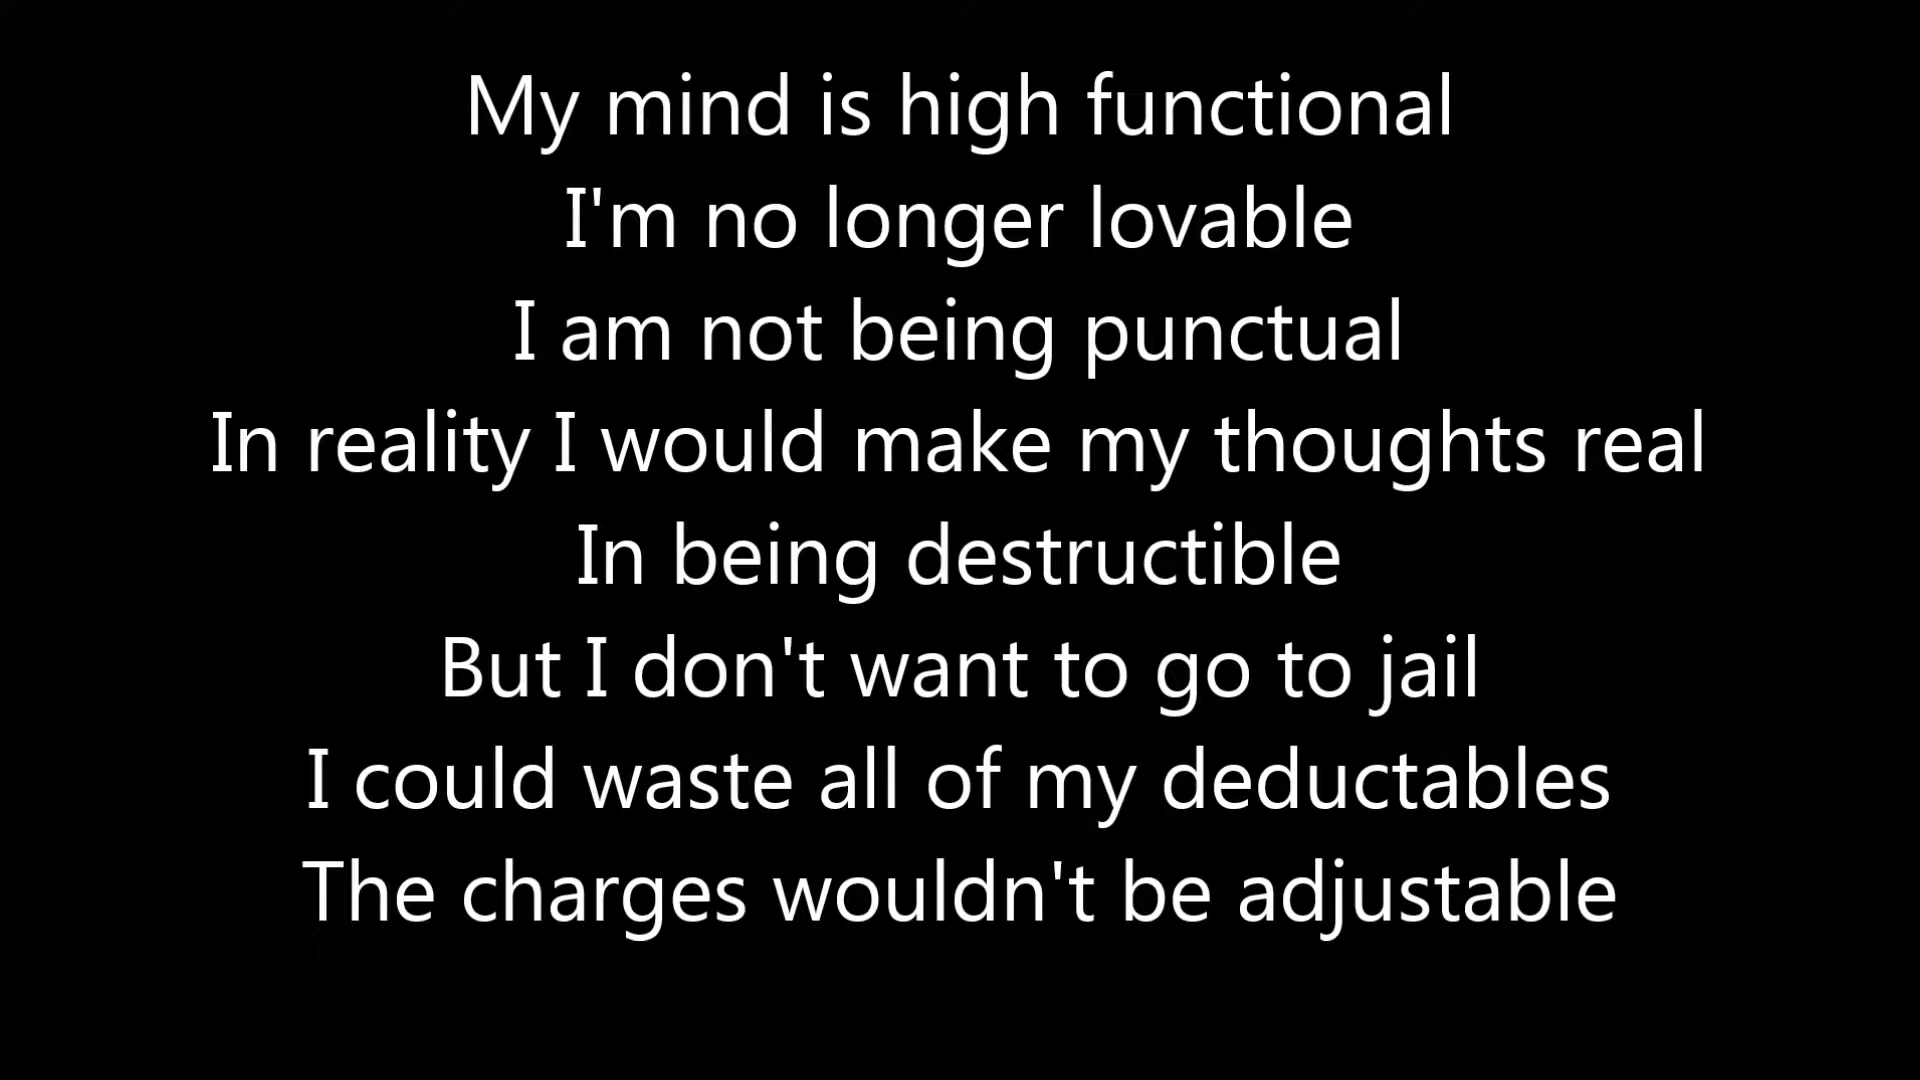 My mind is high functional
I'm no longer lovable
I am not being punctual
In reality I would make my thoughts real
In being destructible
But I don't want to go to jail
I could waste all of my deductables
The charges wouldn't be adjustable